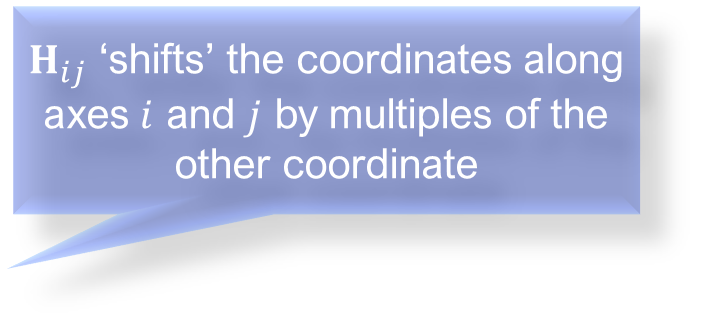 𝐇𝑖𝑗 ‘shifts’ the coordinates along
axes 𝑖 and 𝑗 by multiples of the
other coordinate